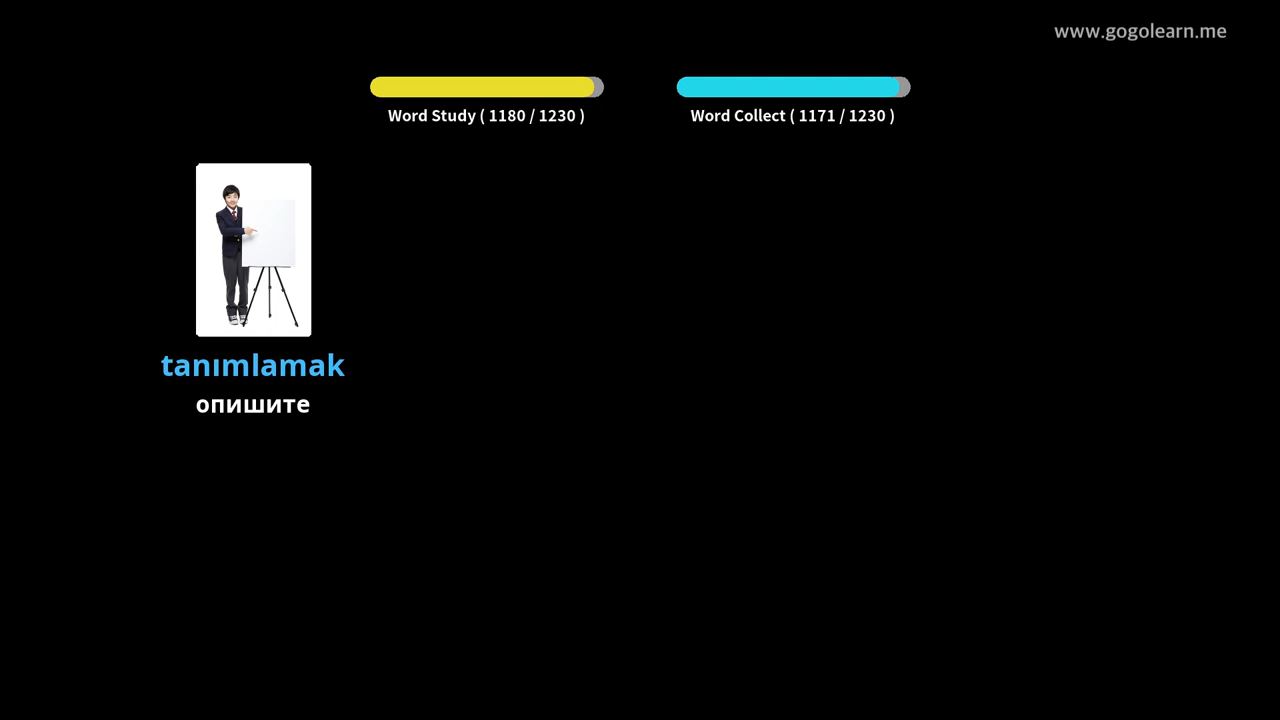 www.gogolearn.me
Word Study ( 1180 / 1230 )
Word Collect ( 1171 / 1230 )
tanımlamak
опишите